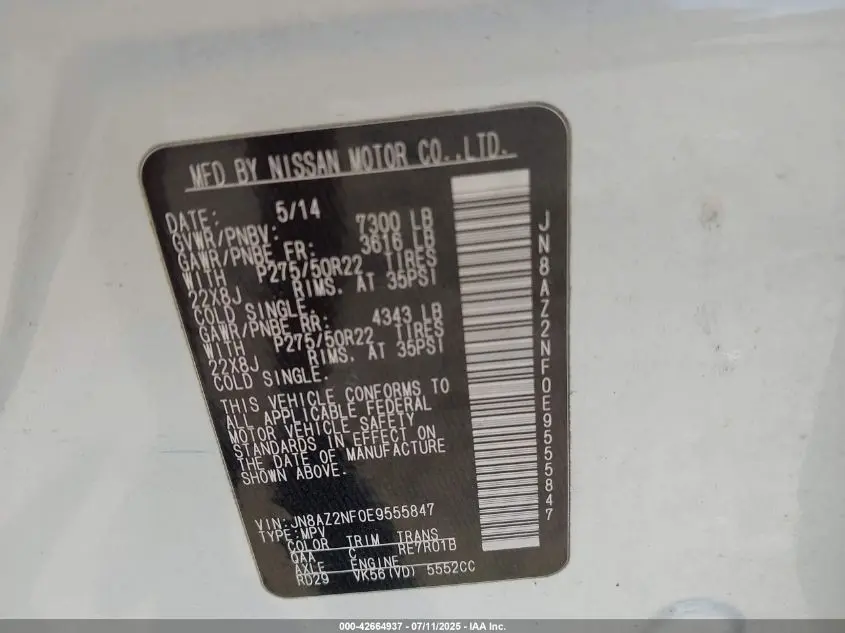 MFD BY NISSAN MOTOR CO.,LTD.
DATE: 5/14
GVWR/PNBV: 7300 LB
GAWR/PNBE FR: 3616 LB
WITH P275/50R22 TIRES
22X8J RIMS. AT 35PSI
COLD SINGLE.
GAWR/PNBE RR: 4343 LB
WITH P275/50R22 TIRES
22X8J RIMS. AT 35PSI
COLD SINGLE.
THIS VEHICLE CONFORMS TO
ALL APPLICABLE FEDERAL
MOTOR VEHICLE SAFETY
STANDARDS IN EFFECT ON
THE DATE OF MANUFACTURE
SHOWN ABOVE.
VIN:JN8AZ2NF0E9555847
TYPE:MPV
COLOR TRIM TRANS
QAA C RE7R01B
AXLE ENGINE
RD29 VK56(VD) 5552CC
JN8AZ2NF0E9555847
000-42664937 - 07/11/2025 - IAA Inc.